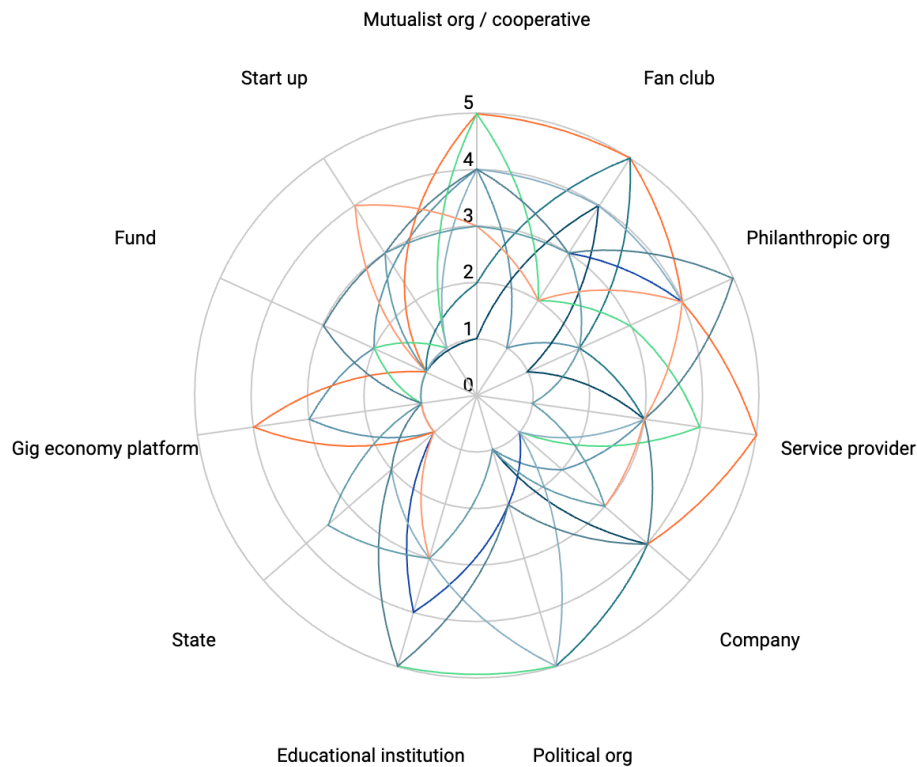 Mutualist org / cooperative
Start up
Fan club
5
4
3
2
1
0
Fund
Philanthropic org
Gig economy platform
Service provider
State
Company
Educational institution
Political org